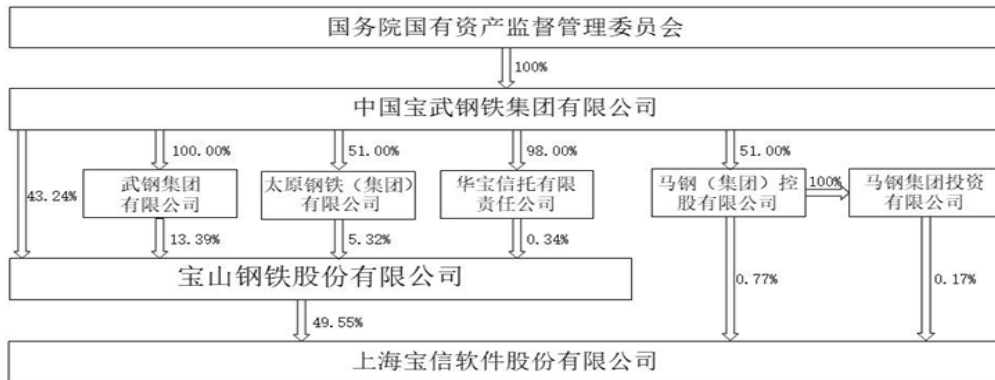 国务院国有资产监督管理委员会
100%
中国宝武钢铁集团有限公司
43.24%
100.00%
51.00%
98.00%
51.00%
武钢集团
有限公司
太原钢铁（集团）
有限公司
华宝信托有限
责任公司
马钢（集团）控
股有限公司
100%
马钢集团投资
有限公司
13.39%
5.32%
0.34%
0.77%
0.17%
宝山钢铁股份有限公司
49.55%
上海宝信软件股份有限公司